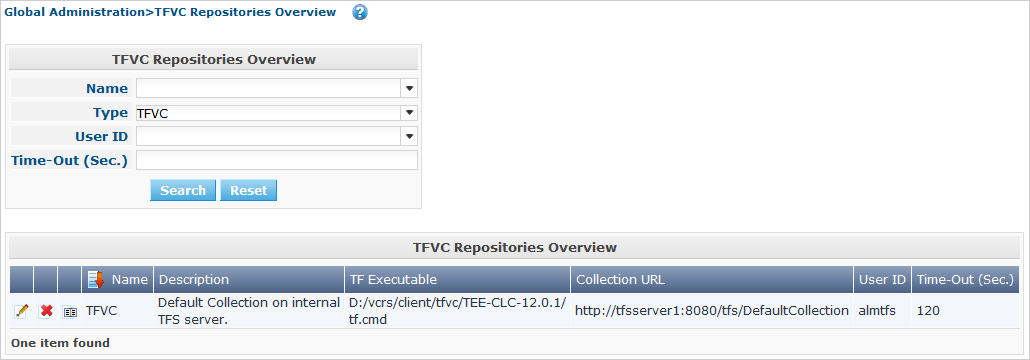 Global Administration>TFVC Repositories Overview ?
TFVC Repositories Overview
Name
Type TFVC
User ID
Time-Out (Sec.)
Search Reset
TFVC Repositories Overview
Name Description TF Executable Collection URL User ID Time-Out (Sec.)
TFVC Default Collection on internal TFS server. D:/vcrs/client/tfvc/TEE-CLC-12.0.1/tf.cmd http://tfsserver1:8080/tfs/DefaultCollection almtfs 120
One item found